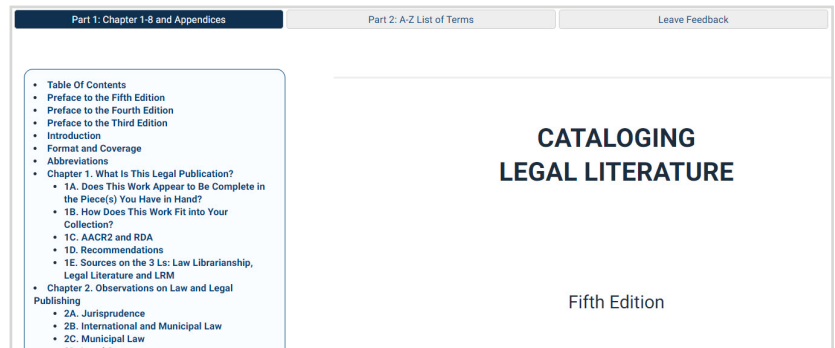 Part 1: Chapter 1-8 and Appendices
Part 2: A-Z List of Terms
Leave Feedback
Table Of Contents
Preface to the Fifth Edition
Preface to the Fourth Edition
Preface to the Third Edition
Introduction
Format and Coverage
Abbreviations
Chapter 1. What Is This Legal Publication?
1A. Does This Work Appear to Be Complete in
the Piece(s) You Have in Hand?
1B. How Does This Work Fit into Your
Collection?
1C. AACR2 and RDA
1D. Recommendations
1E. Sources on the 3 Ls: Law Librarianship,
Legal Literature and LRM
Chapter 2. Observations on Law and Legal
Publishing
2A. Jurisprudence
2B. International and Municipal Law
2C. Municipal Law
CATALOGING
LEGAL LITERATURE
Fifth Edition